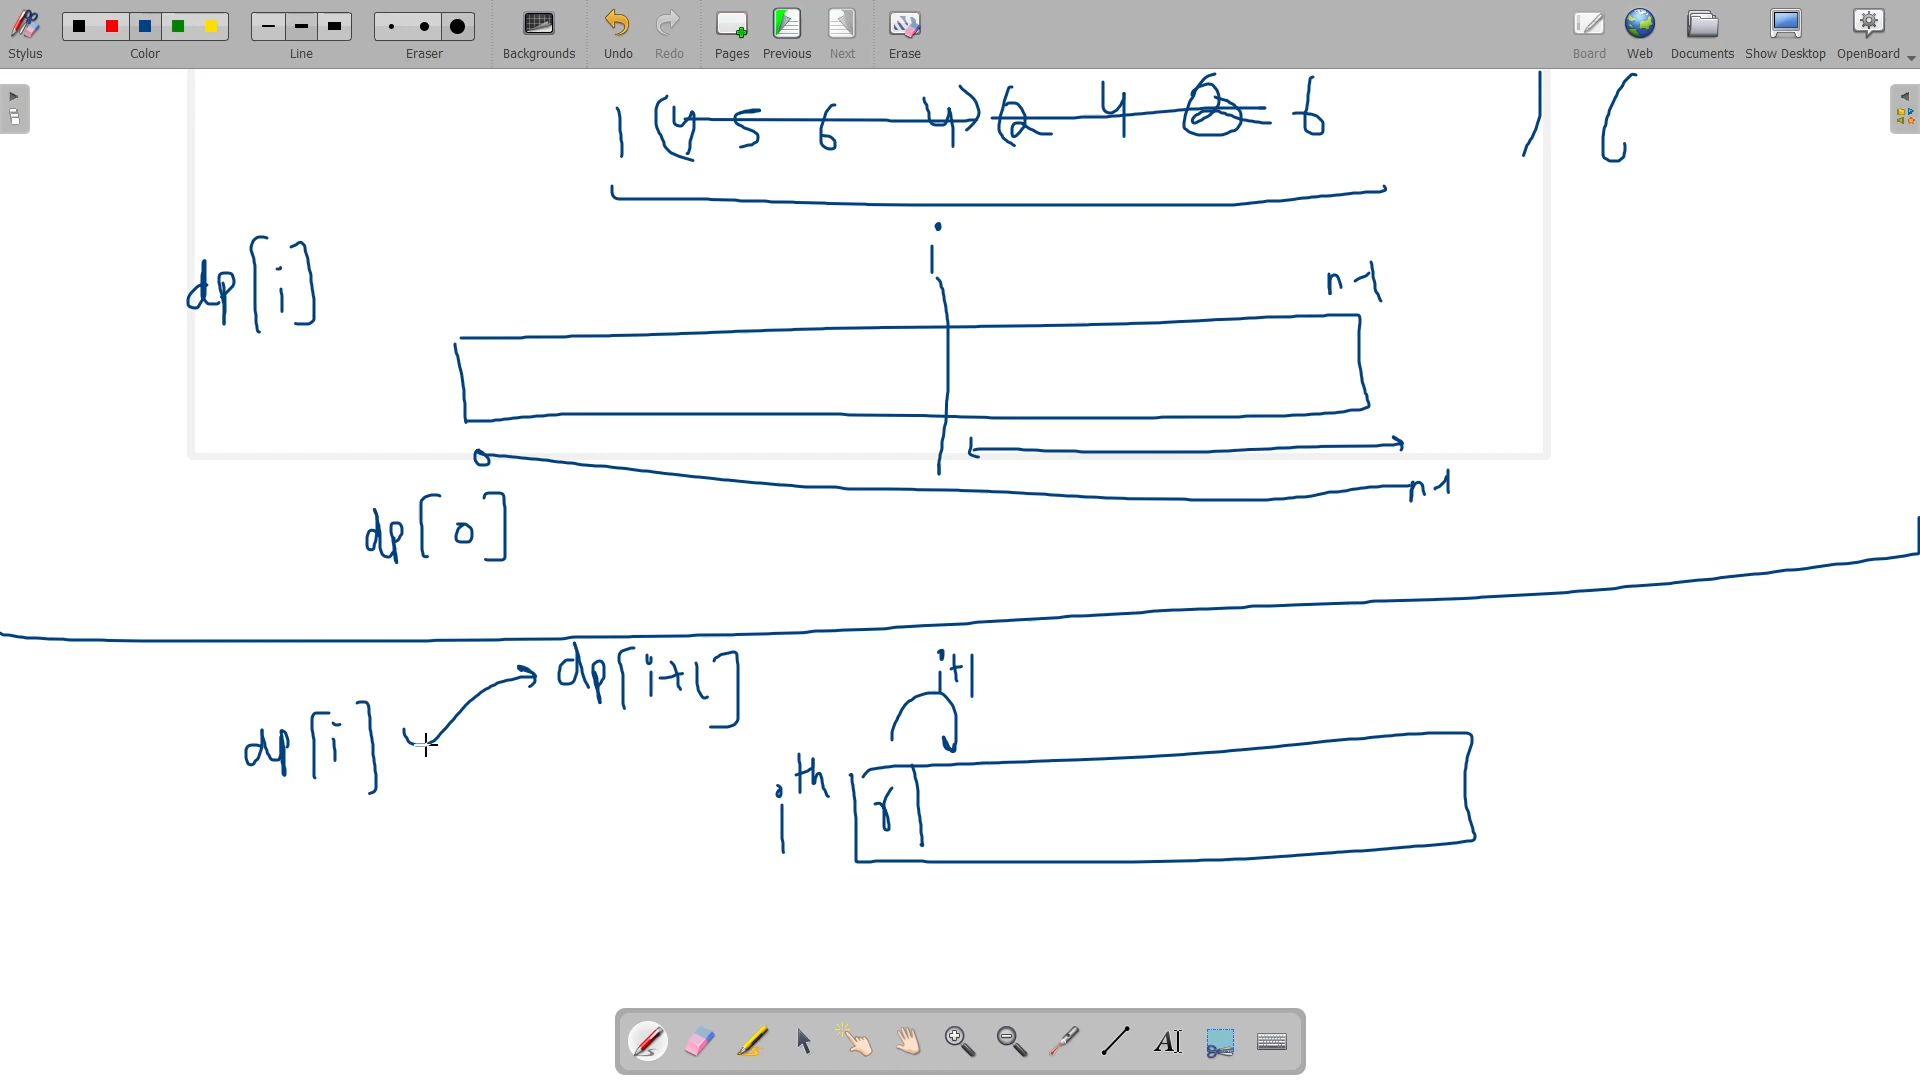 Stylus Color Line Eraser Backgrounds Undo Redo Pages Previous Next Erase Board Web Documents Show Desktop OpenBoard
1 (4 5 6 4) (2 4 2 6
i
dp[i]
n-1
0
n-1
dp[0]
dp[i+1]
i+1
dp[i]
ith
r